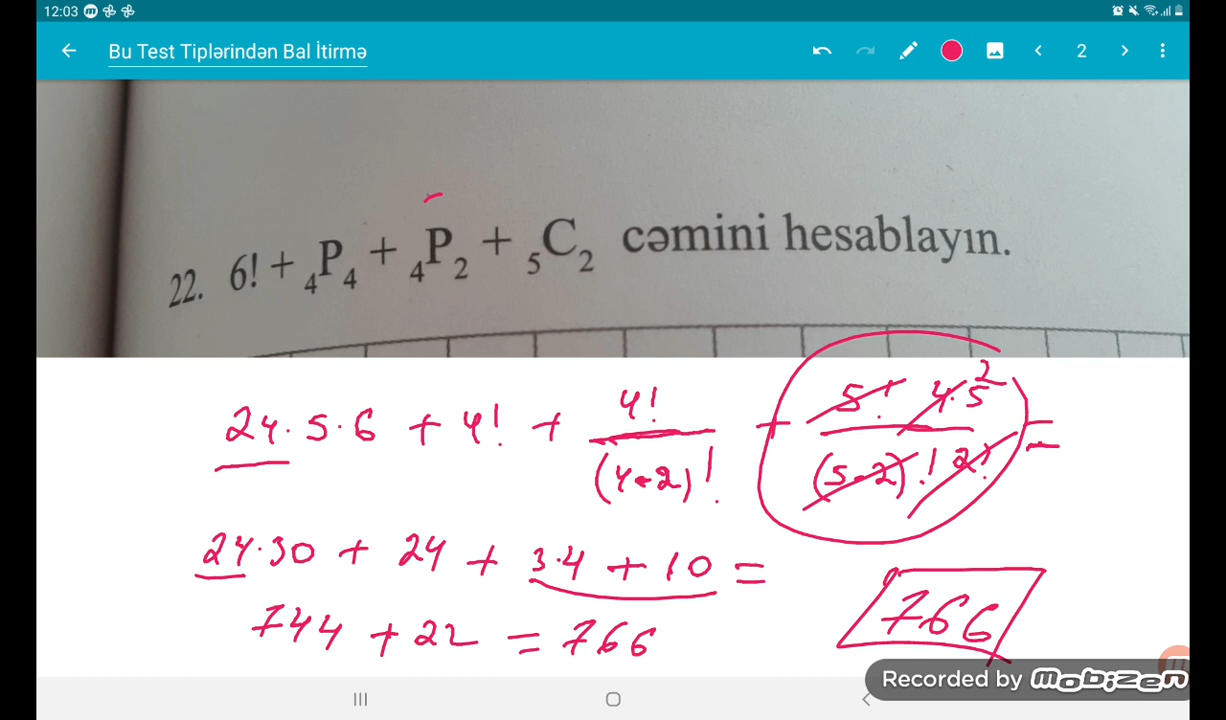 12:03
Bu Test Tiplərindən Bal İtirmə
2
22. 6! + ₄P₄ + ₄P₂ + ₅C₂ cəmini hesablayın.
24·5·6 + 4! + 4!/(4-2)! + 5! 4·5 2/(5-2)! 2! =
24·30 + 24 + 3·4 + 10 =
744 + 22 = 766
766
Recorded by mobizen